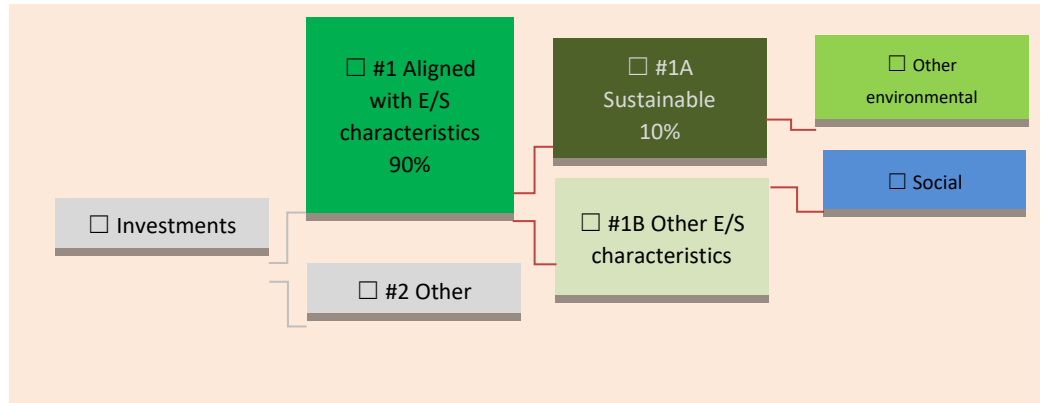 ☐ #1 Aligned
with E/S
characteristics
90%
☐ #1A
Sustainable
10%
☐ Other
environmental
☐ Social
☐ Investments
☐ #1B Other E/S
characteristics
☐ #2 Other